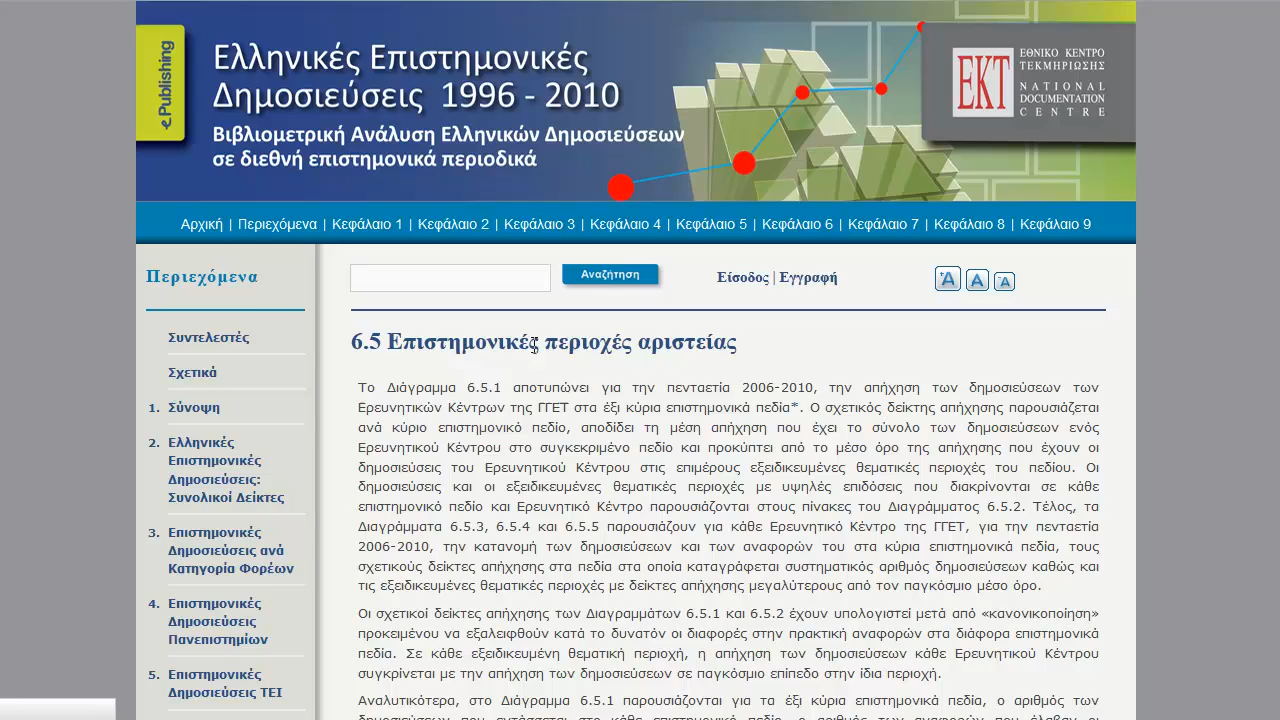 ePublishing
Ελληνικές Επιστημονικές
Δημοσιεύσεις 1996 - 2010
Βιβλιομετρική Ανάλυση Ελληνικών Δημοσιεύσεων
σε διεθνή επιστημονικά περιοδικά
ΕΚΤ
ΕΘΝΙΚΟ ΚΕΝΤΡΟ
ΤΕΚΜΗΡΙΩΣΗΣ
NATIONAL
DOCUMENTATION
CENTRE
Αρχική | Περιεχόμενα | Κεφάλαιο 1 | Κεφάλαιο 2 | Κεφάλαιο 3 | Κεφάλαιο 4 | Κεφάλαιο 5 | Κεφάλαιο 6 | Κεφάλαιο 7 | Κεφάλαιο 8 | Κεφάλαιο 9
Περιεχόμενα
Συντελεστές
Σχετικά
1. Σύνοψη
2. Ελληνικές
Επιστημονικές
Δημοσιεύσεις:
Συνολικοί Δείκτες
3. Επιστημονικές
Δημοσιεύσεις ανά
Κατηγορία Φορέων
4. Επιστημονικές
Δημοσιεύσεις
Πανεπιστημίων
5. Επιστημονικές
Δημοσιεύσεις ΤΕΙ
Αναζήτηση
Είσοδος | Εγγραφή
A A A
6.5 Επιστημονικές περιοχές αριστείας
Το Διάγραμμα 6.5.1 αποτυπώνει για την πενταετία 2006-2010, την απήχηση των δημοσιεύσεων των
Ερευνητικών Κέντρων της ΓΓΕΤ στα έξι κύρια επιστημονικά πεδία*. Ο σχετικός δείκτης απήχησης παρουσιάζεται
ανά κύριο επιστημονικό πεδίο, αποδίδει τη μέση απήχηση που έχει το σύνολο των δημοσιεύσεων ενός
Ερευνητικού Κέντρου στο συγκεκριμένο πεδίο και προκύπτει από το μέσο όρο της απήχησης που έχουν οι
δημοσιεύσεις του Ερευνητικού Κέντρου στις επιμέρους εξειδικευμένες θεματικές περιοχές του πεδίου. Οι
δημοσιεύσεις και οι εξειδικευμένες θεματικές περιοχές με υψηλές επιδόσεις που διακρίνονται σε κάθε
επιστημονικό πεδίο και Ερευνητικό Κέντρο παρουσιάζονται στους πίνακες του Διαγράμματος 6.5.2. Τέλος, τα
Διαγράμματα 6.5.3, 6.5.4 και 6.5.5 παρουσιάζουν για κάθε Ερευνητικό Κέντρο της ΓΓΕΤ, για την πενταετία
2006-2010, την κατανομή των δημοσιεύσεων και των αναφορών του στα κύρια επιστημονικά πεδία, τους
σχετικούς δείκτες απήχησης στα πεδία στα οποία καταγράφεται συστηματικός αριθμός δημοσιεύσεων καθώς και
τις εξειδικευμένες θεματικές περιοχές με δείκτες απήχησης μεγαλύτερους από τον παγκόσμιο μέσο όρο.
Οι σχετικοί δείκτες απήχησης των Διαγραμμάτων 6.5.1 και 6.5.2 έχουν υπολογιστεί μετά από «κανονικοποίηση»
προκειμένου να εξαλειφθούν κατά το δυνατόν οι διαφορές στην πρακτική αναφορών στα διάφορα επιστημονικά
πεδία. Σε κάθε εξειδικευμένη θεματική περιοχή, η απήχηση των δημοσιεύσεων κάθε Ερευνητικού Κέντρου
συγκρίνεται με την απήχηση των δημοσιεύσεων σε παγκόσμιο επίπεδο στην ίδια περιοχή.
Αναλυτικότερα, στο Διάγραμμα 6.5.1 παρουσιάζονται για τα έξι κύρια επιστημονικά πεδία, ο αριθμός των
δημοσιεύσεων που εντάσσεται στο κάθε επιστημονικό πεδίο, ο αριθμός των αναφορών που έλαβαν οι